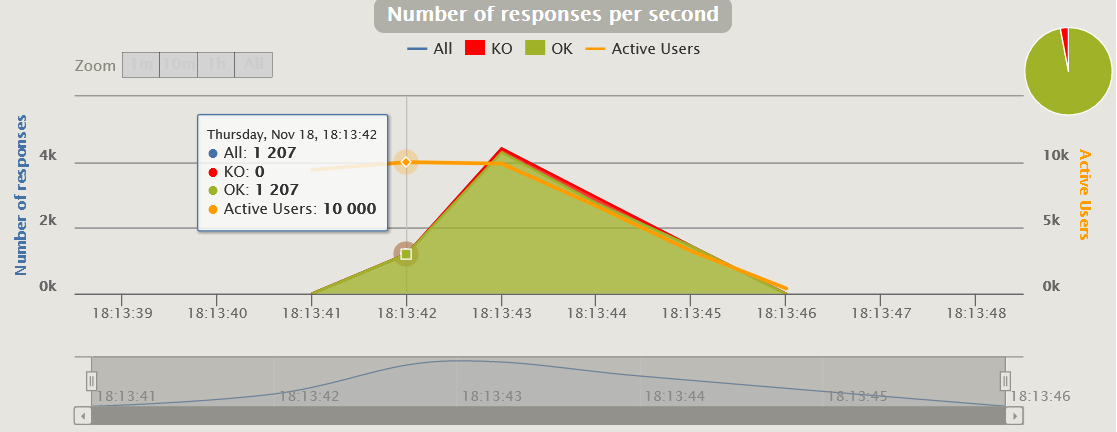 Number of responses per second
All KO OK Active Users
Zoom 1m 10m 1h All
Number of responses
4k
2k
0k
Thursday, Nov 18, 18:13:42
All: 1 207
KO: 0
OK: 1 207
Active Users: 10 000
10k
5k
0k
Active Users
18:13:39 18:13:40 18:13:41 18:13:42 18:13:43 18:13:44 18:13:45 18:13:46 18:13:47 18:13:48
18:13:41 18:13:42 18:13:43 18:13:44 18:13:45 18:13:46